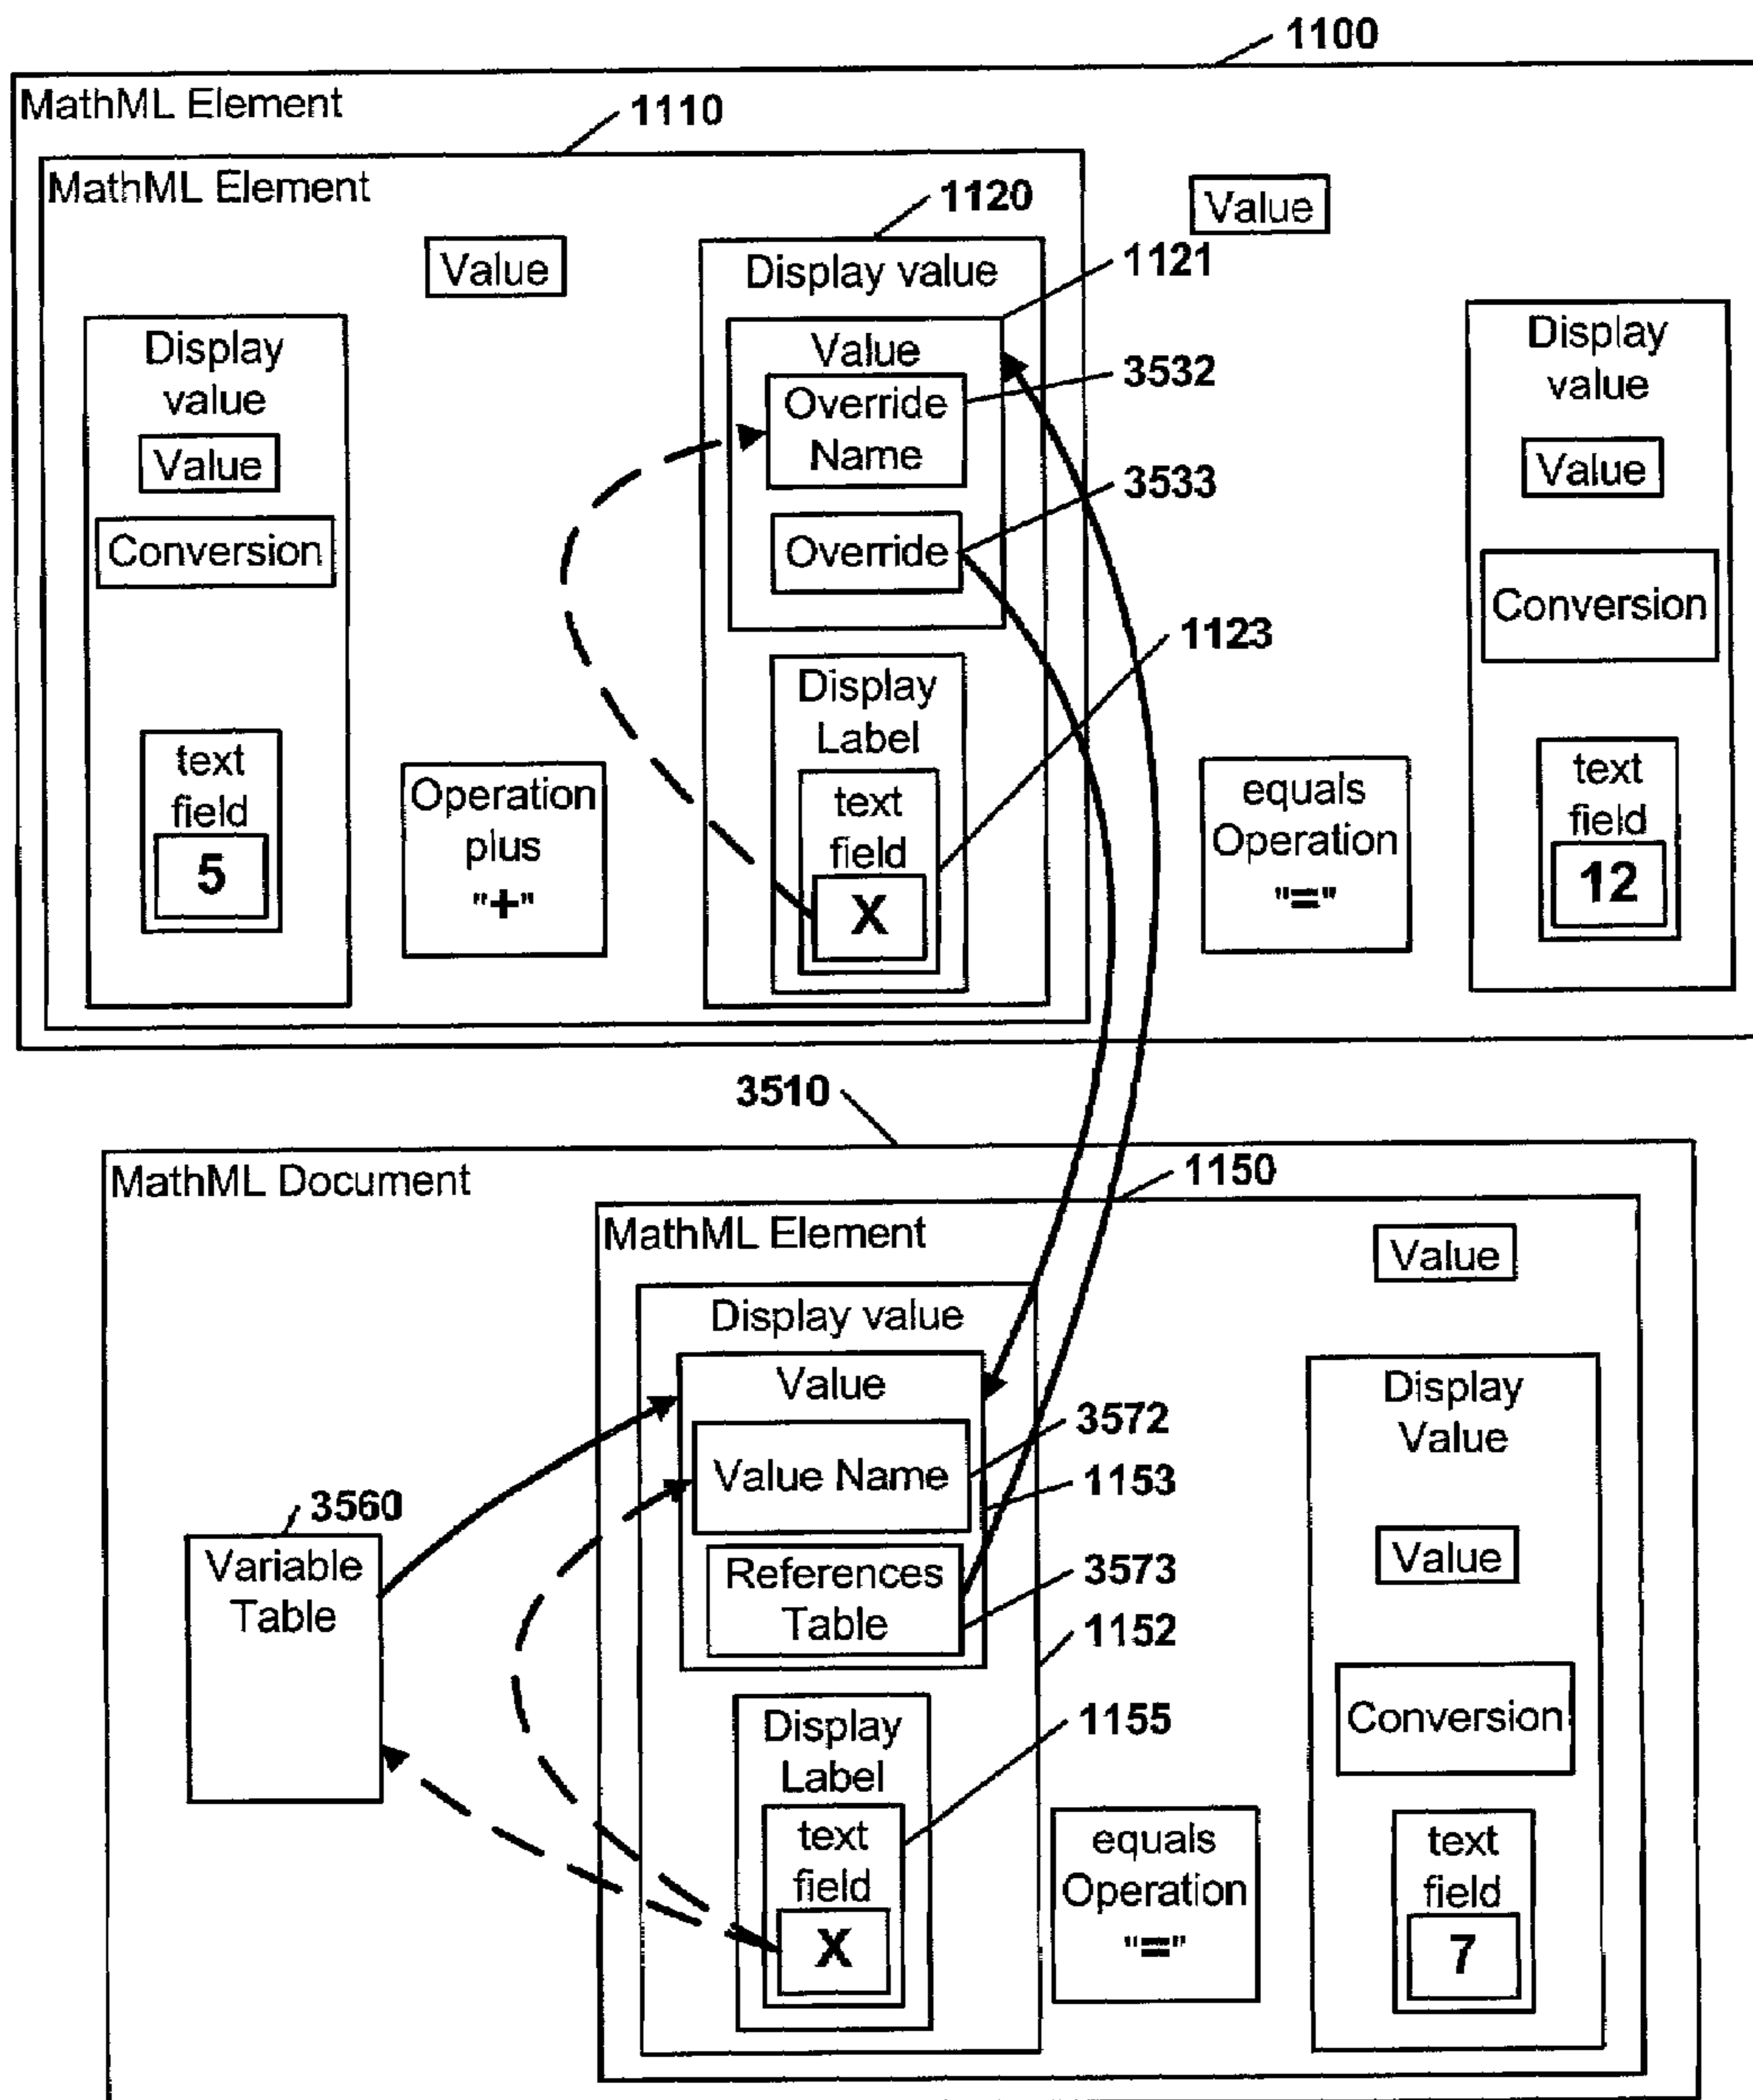 1100
MathML Element
1110
MathML Element
1120
Value
Value
Display value
1121
Display
value
Value
Override
Name
3532
Display
value
Value
Conversion
Override
3533
Value
Conversion
1123
Display
Label
text
field
5
Operation
plus
"+"
text
field
X
equals
Operation
"="
text
field
12
3510
MathML Document
1150
MathML Element
Value
Display value
Value
Display
Value
Value Name
3572
1153
3560
Variable
Table
References
Table
3573
Value
1152
Conversion
Display
Label
1155
text
field
X
equals
Operation
"="
text
field
7